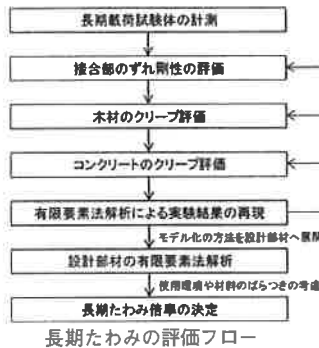 長期載荷試験体の計測
接合部のずれ剛性の評価
木材のクリープ評価
コンクリートのクリープ評価
有限要素法解析による実験結果の再現
モデル化の方法を設計部材へ展開
設計部材の有限要素法解析
使用環境や材料のばらつきの考慮
長期たわみ倍率の決定
長期たわみの評価フロー